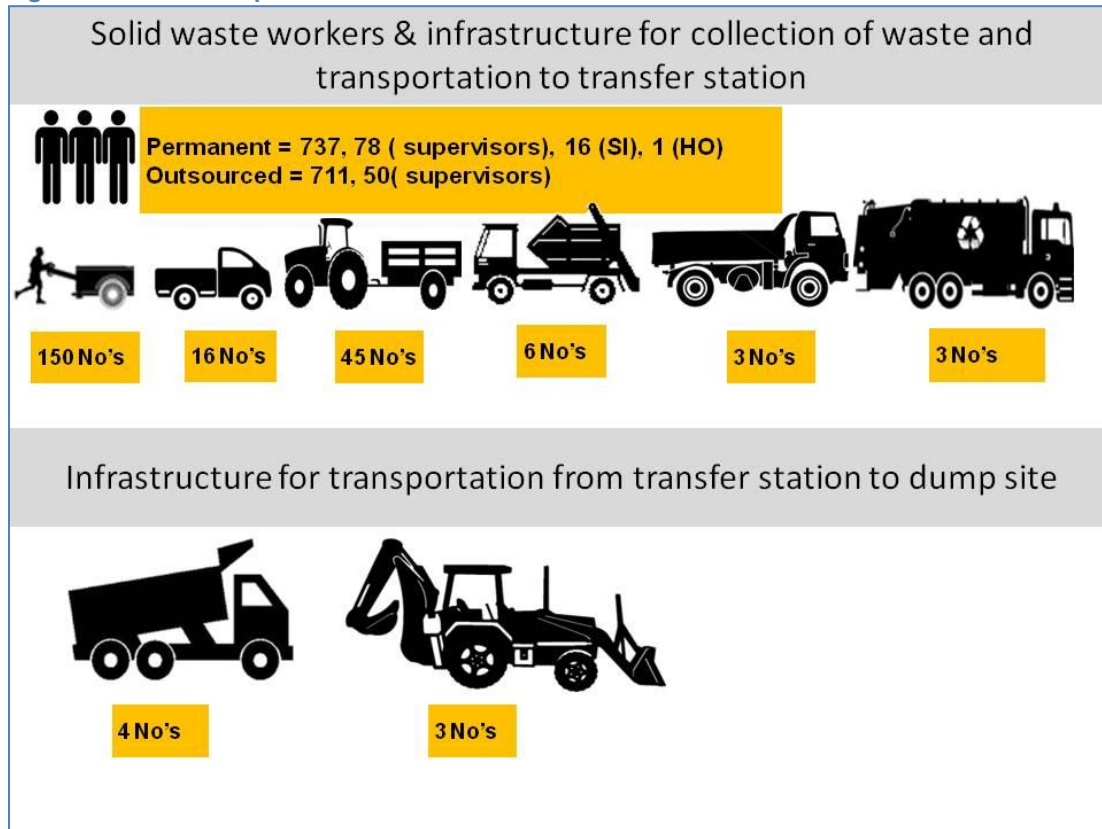 Solid waste workers & infrastructure for collection of waste and
transportation to transfer station
Permanent = 737, 78 ( supervisors), 16 (SI), 1 (HO)
Outsourced = 711, 50( supervisors)
150 No's
16 No's
45 No's
6 No's
3 No's
3 No's
Infrastructure for transportation from transfer station to dump site
4 No's
3 No's